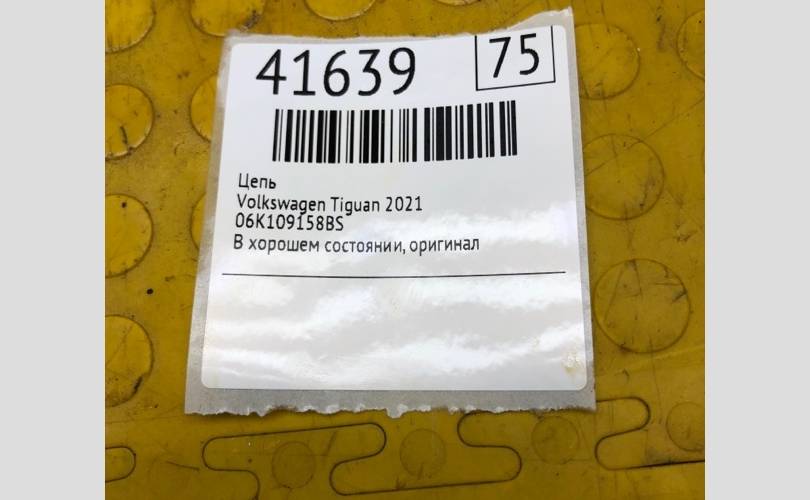 41639
75
Цепь
Volkswagen Tiguan 2021
06K109158BS
В хорошем состоянии, оригинал